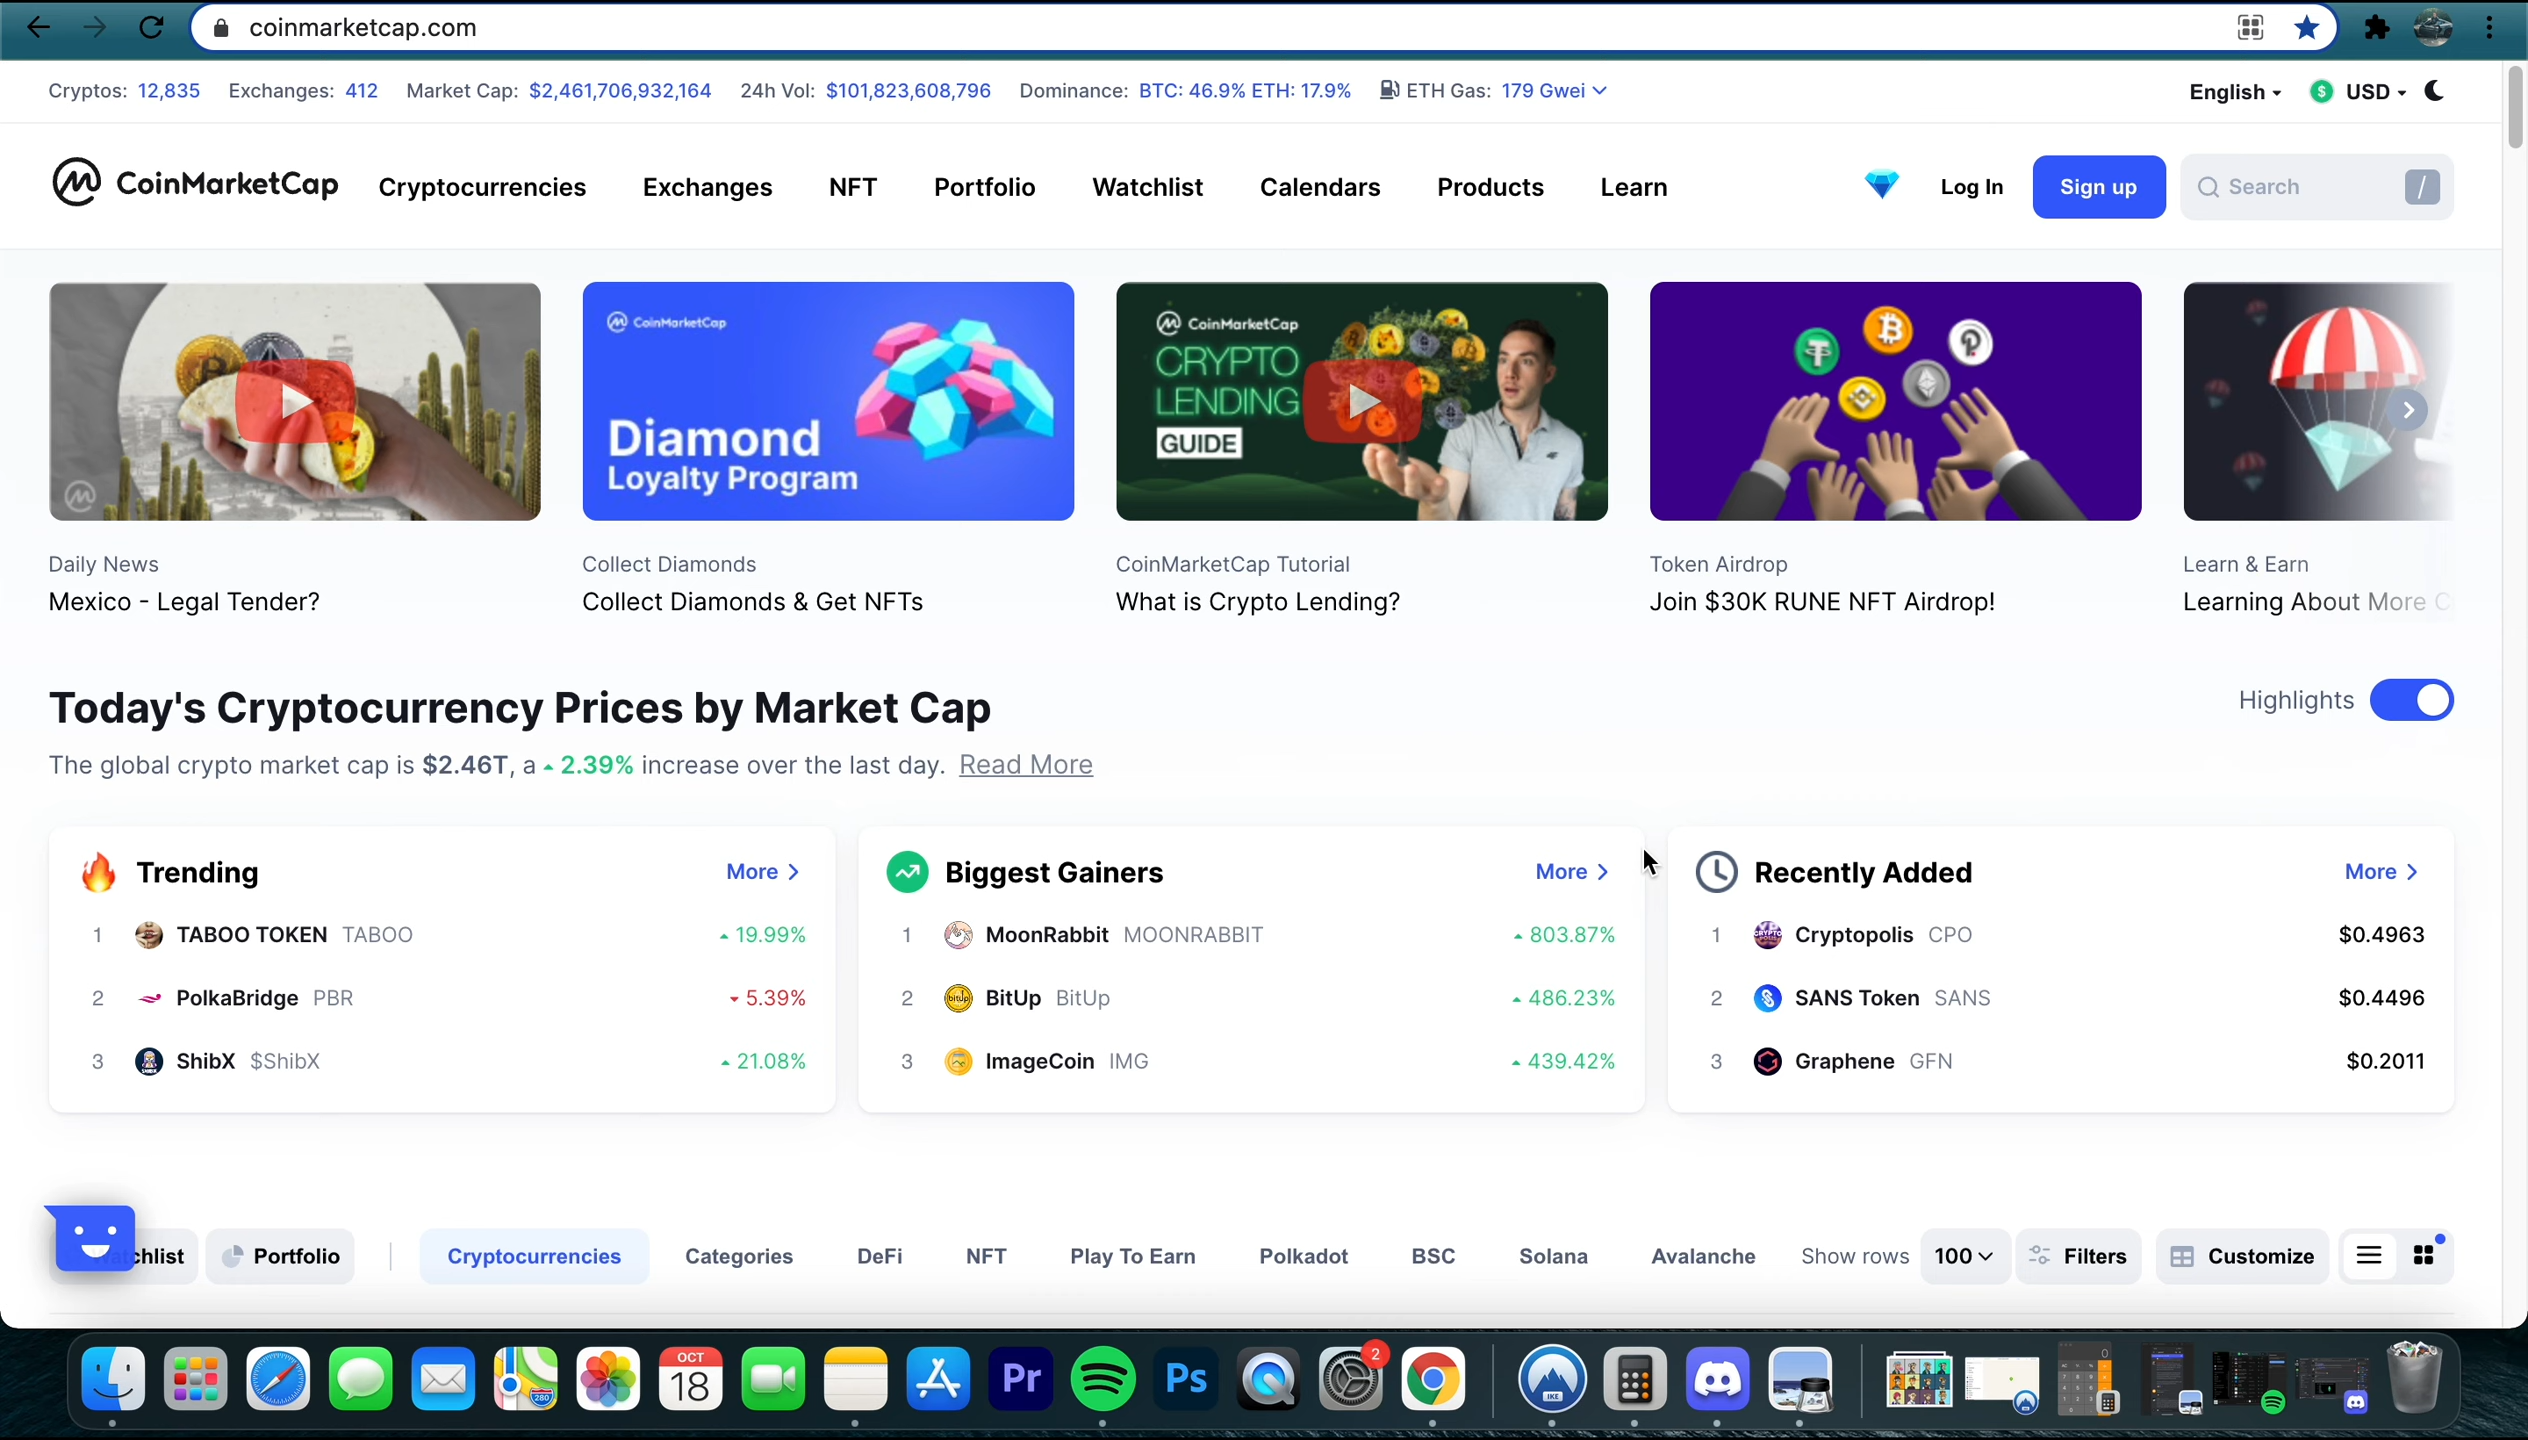 coinmarketcap.com
Cryptos: 12,835 Exchanges: 412 Market Cap: $2,461,706,932,164 24h Vol: $101,823,608,796 Dominance: BTC: 46.9% ETH: 17.9% ETH Gas: 179 Gwei English USD
CoinMarketCap Cryptocurrencies Exchanges NFT Portfolio Watchlist Calendars Products Learn Log In Sign up Search /
CoinMarketCap
Diamond
Loyalty Program
CoinMarketCap
CRYPTO
LENDING
GUIDE
Daily News
Mexico - Legal Tender?
Collect Diamonds
Collect Diamonds & Get NFTs
CoinMarketCap Tutorial
What is Crypto Lending?
Token Airdrop
Join $30K RUNE NFT Airdrop!
Learn & Earn
Learning About More C
Today's Cryptocurrency Prices by Market Cap
Highlights
The global crypto market cap is $2.46T, a 2.39% increase over the last day. Read More
Trending More
1 TABOO TOKEN TABOO 19.99%
2 PolkaBridge PBR 5.39%
3 ShibX $ShibX 21.08%
Biggest Gainers More
1 MoonRabbit MOONRABBIT 803.87%
2 BitUp BitUp 486.23%
3 ImageCoin IMG 439.42%
Recently Added More
1 Cryptopolis CPO $0.4963
2 SANS Token SANS $0.4496
3 Graphene GFN $0.2011
chlist Portfolio Cryptocurrencies Categories DeFi NFT Play To Earn Polkadot BSC Solana Avalanche Show rows 100 Filters Customize
OCT
18
280
Pr
Ps
2
IKE